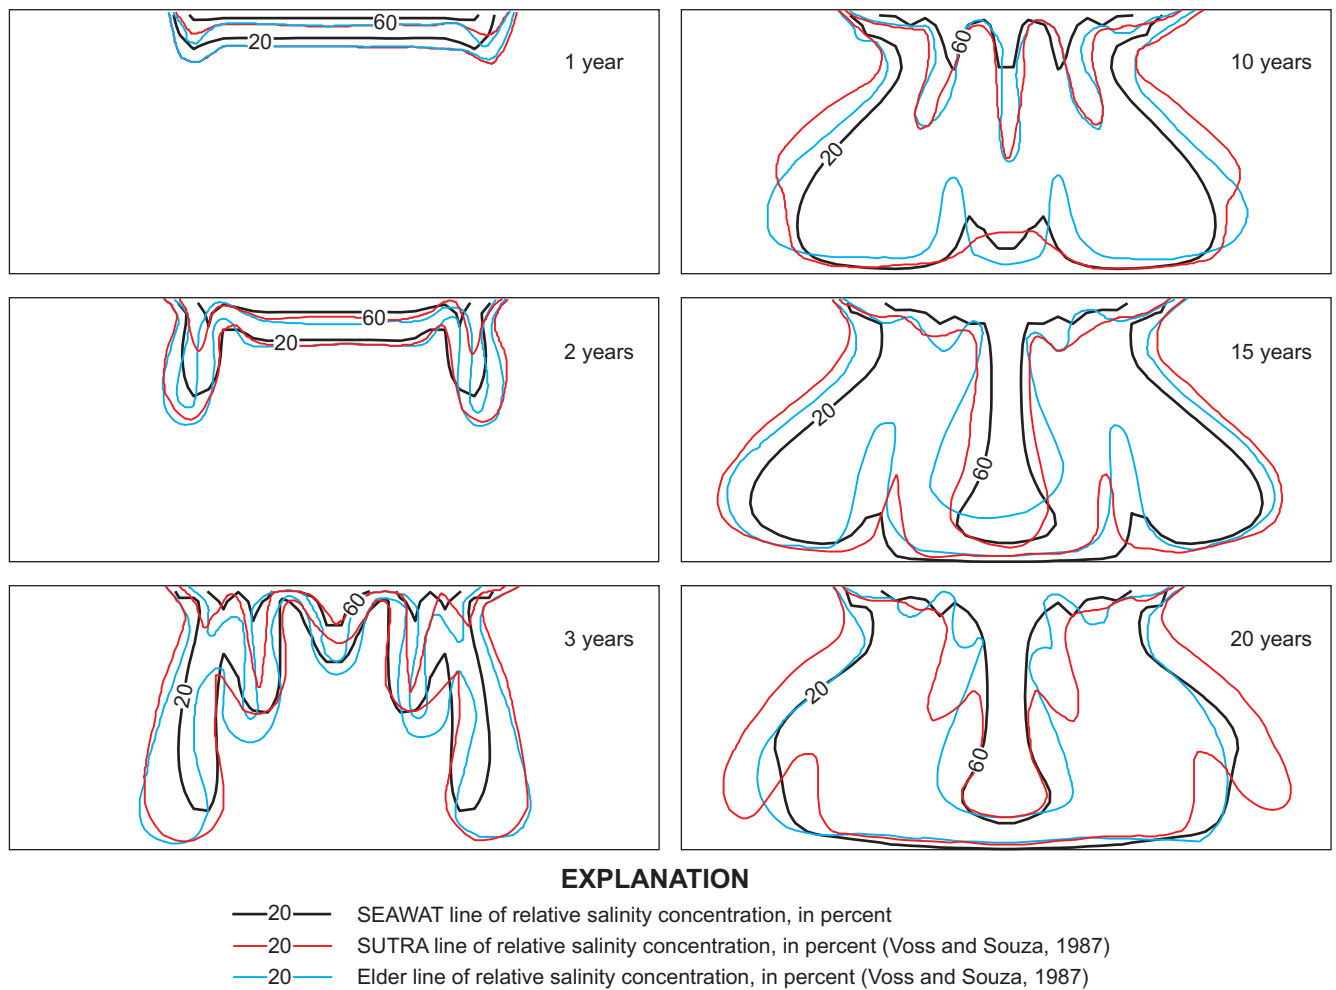 60
20
1 year
60
20
10 years
60
20
2 years
20
60
15 years
60
20
3 years
20
60
20 years
EXPLANATION
20 SEAWAT line of relative salinity concentration, in percent
20 SUTRA line of relative salinity concentration, in percent (Voss and Souza, 1987)
20 Elder line of relative salinity concentration, in percent (Voss and Souza, 1987)